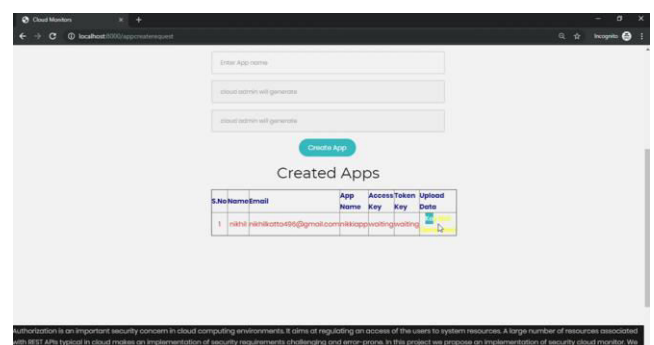 Cloud Monitors
localhost:8000/appcreaterequest
Incognito
Enter App name
cloud admin will generate
cloud admin will generate
Create App
Created Apps
S.No Name Email App Name Access Key Token Key Upload Data
1 nikhil nikhilkatta496@gmail.com nikkiapp waiting waiting
Authorization is an important security concern in cloud computing environments. It aims at regulating an access of the users to system resources. A large number of resources associated
with REST APIs typical in cloud makes an implementation of security requirements challenging and error-prone. In this project we propose an implementation of security cloud monitor. We